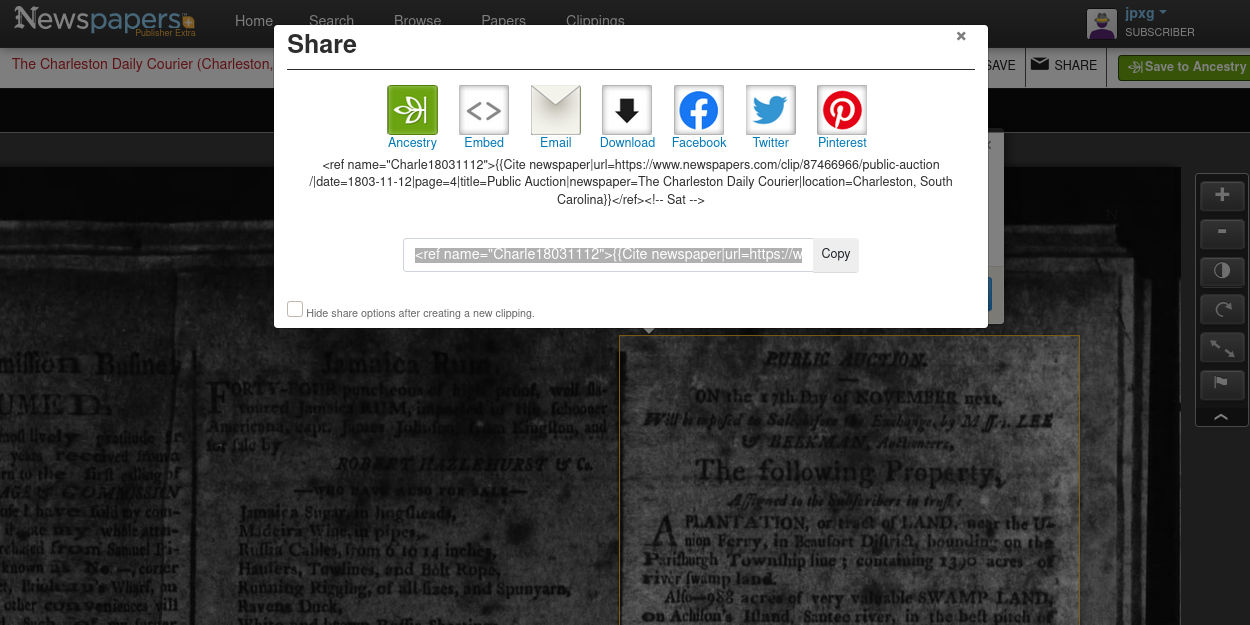 Newspapers
Publisher Extra
Home Search Browse Papers Clippings
jpxg
SUBSCRIBER
The Charleston Daily Courier (Charleston,
SAVE
SHARE
Save to Ancestry
Share
Ancestry Embed Email Download Facebook Twitter Pinterest
<ref name="Charle18031112">{{Cite newspaper|url=https://www.newspapers.com/clip/87466966/public-auction
/|date=1803-11-12|page=4|title=Public Auction|newspaper=The Charleston Daily Courier|location=Charleston, South
Carolina}}</ref><!-- Sat -->
<ref name="Charle18031112">{{Cite newspaper|url=https://w
Copy
Hide share options after creating a new clipping.
Jamaica Rum.
FORTY-FOUR puncheons of high proof, well fla-
voured Jamaica RUM, imported in the schooner
Americana, capt. James Johnson, from Kingston, and
for sale by
ROBERT HAZLEHURST & Co.
—WHO HAVE ALSO FOR SALE—
Jamaica Sugar, in hogsheads,
Madeira Wine, in pipes,
Russia Cables, from 6 to 14 inches,
Hausers, Towlines, and Bolt Rope,
Running Rigging, of all sizes, and Spunyarn,
Ravens Duck,
PUBLIC AUCTION.
ON the 17th Day of NOVEMBER next,
Will be exposed to Sale, before the Exchange, by Messrs. LEE
& BEEKMAN, Auctioneers,
The following Property,
Assigned to the Subscribers in trust:
A PLANTATION, or tract of LAND, near the U-
nion Ferry, in Beaufort District, bounding on the
Parisburgh Township line; containing 1390 acres of
river swamp land.
Also—988 acres of very valuable SWAMP LAND,
on Achison's Island, Santee river, in the best pitch of